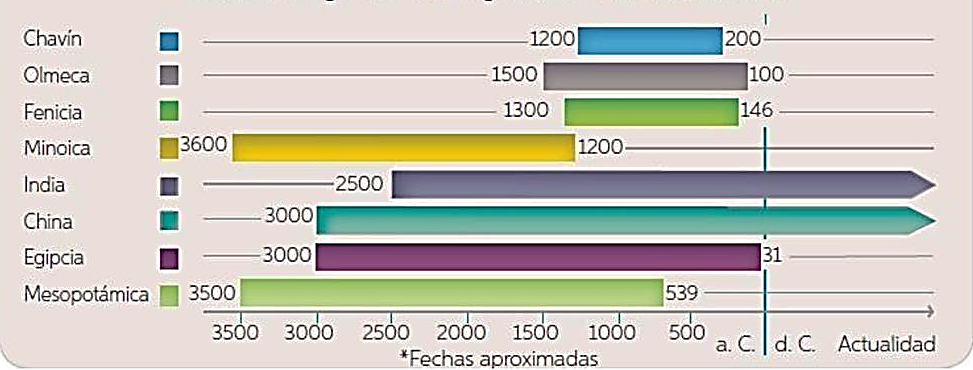 Chavín 1200 200
Olmeca 1500 100
Fenicia 1300 146
Minoica 3600 1200
India 2500
China 3000
Egipcia 3000 31
Mesopotámica 3500 539
3500 3000 2500 2000 1500 1000 500 a. C. d. C. Actualidad
*Fechas aproximadas